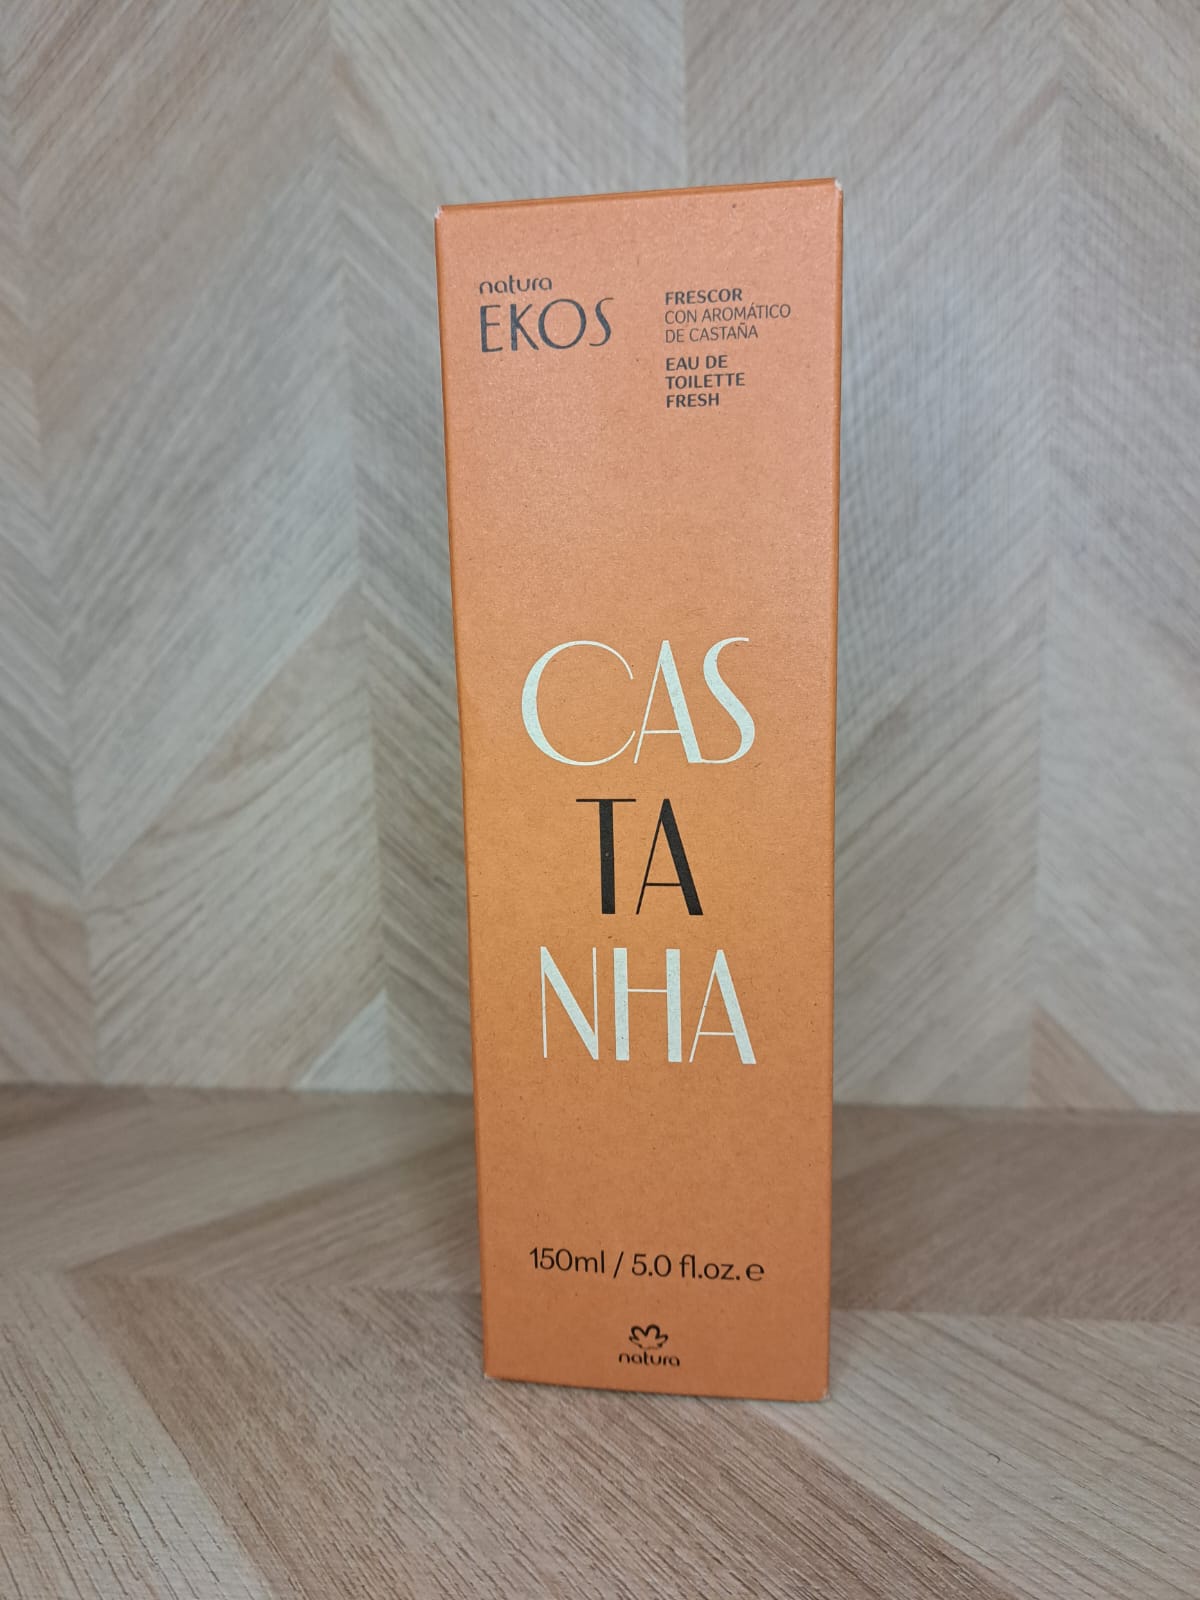 natura
EKOS
FRESCOR
CON AROMÁTICO
DE CASTAÑA
EAU DE
TOILETTE
FRESH
CAS
TA
NHA
150ml / 5.0 fl.oz. e
natura